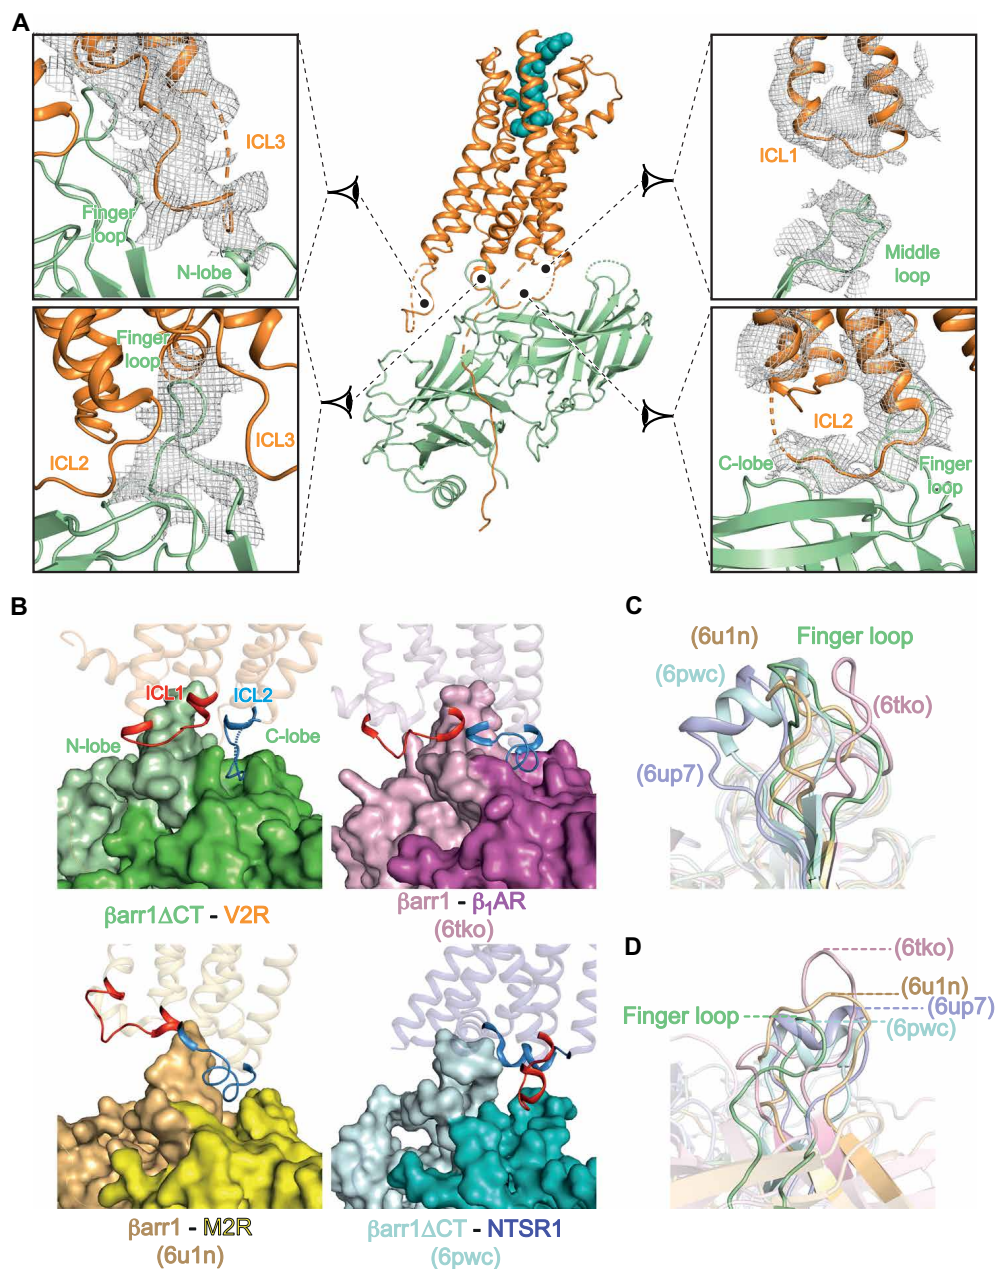 A
ICL3
Finger
loop
N-lobe
ICL1
Middle
loop
Finger
loop
ICL2
ICL3
ICL2
C-lobe
Finger
loop
B
ICL1
ICL2
N-lobe
C-lobe
βarr1ΔCT - V2R
βarr1 - β₁AR
(6tko)
βarr1 - M2R
(6u1n)
βarr1ΔCT - NTSR1
(6pwc)
C
(6u1n)
Finger loop
(6pwc)
(6tko)
(6up7)
D
(6tko)
(6u1n)
(6up7)
Finger loop
(6pwc)